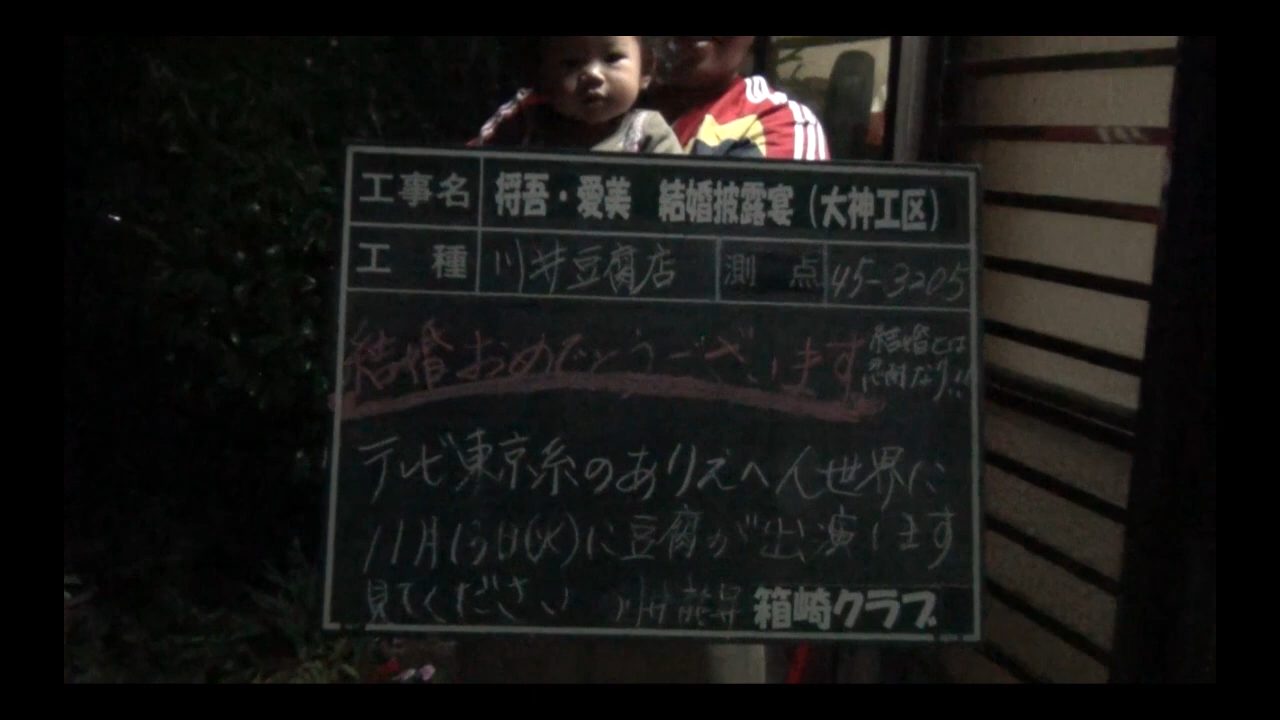 工事名 将吾・愛美 結婚披露宴（大神工区）
工種 川井豆腐店 測点 45-3205
結婚おめでとうございます
結婚とは
忍耐なり!!
テレビ東京系のありえへん世界に
11月13日(火)に豆腐が出演します
見てください
箱崎クラブ